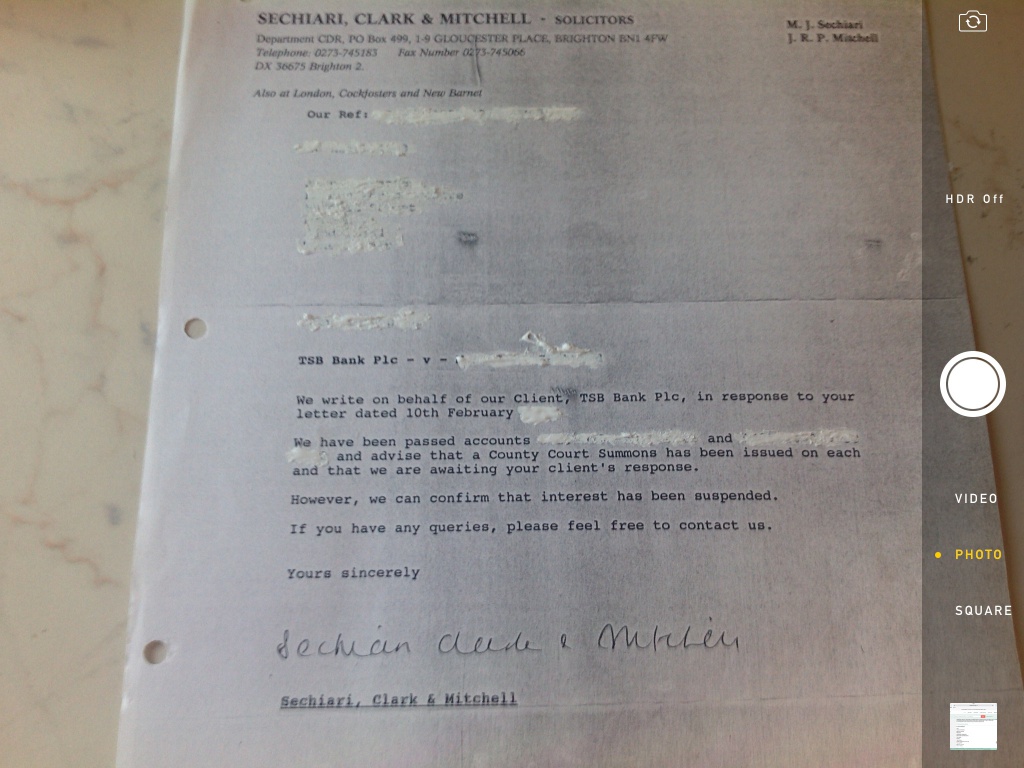 SECHIARI, CLARK & MITCHELL - SOLICITORS
M. J. Sechiari
J. R. P. Mitchell
Department CDR, PO Box 499, 1-9 GLOUCESTER PLACE, BRIGHTON BN1 4FW
Telephone: 0273-745183 Fax Number 0273-745066
DX 36675 Brighton 2.
Also at London, Cockfosters and New Barnet
Our Ref:
TSB Bank Plc - v -
We write on behalf of our Client, TSB Bank Plc, in response to your
letter dated 10th February
We have been passed accounts and
and advise that a County Court Summons has been issued on each
and that we are awaiting your client's response.
However, we can confirm that interest has been suspended.
If you have any queries, please feel free to contact us.
Yours sincerely
Sechiari Clark & Mitchell
Sechiari, Clark & Mitchell
HDR Off
VIDEO
PHOTO
SQUARE